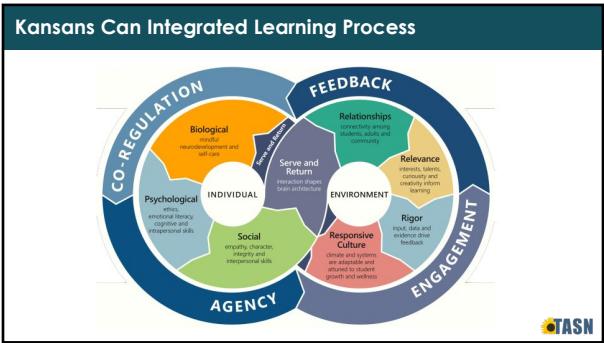 Kansans Can Integrated Learning Process
CO-REGULATION
FEEDBACK
Biological
mindful
neurodevelopment and
self-care
Serve and Return
Psychological
ethics,
emotional literacy,
cognitive and
intrapersonal skills
INDIVIDUAL
Social
empathy, character,
integrity and
interpersonal skills
Serve and
Return
interaction shapes
brain architecture
ENVIRONMENT
Relationships
connectivity among
students, adults and
community
Relevance
interests, talents,
curiousity and
creativity inform
learning
Rigor
input, data and
evidence drive
feedback
Responsive
Culture
climate and systems
are adaptable and
attuned to student
growth and wellness
AGENCY
ENGAGEMENT
TASN